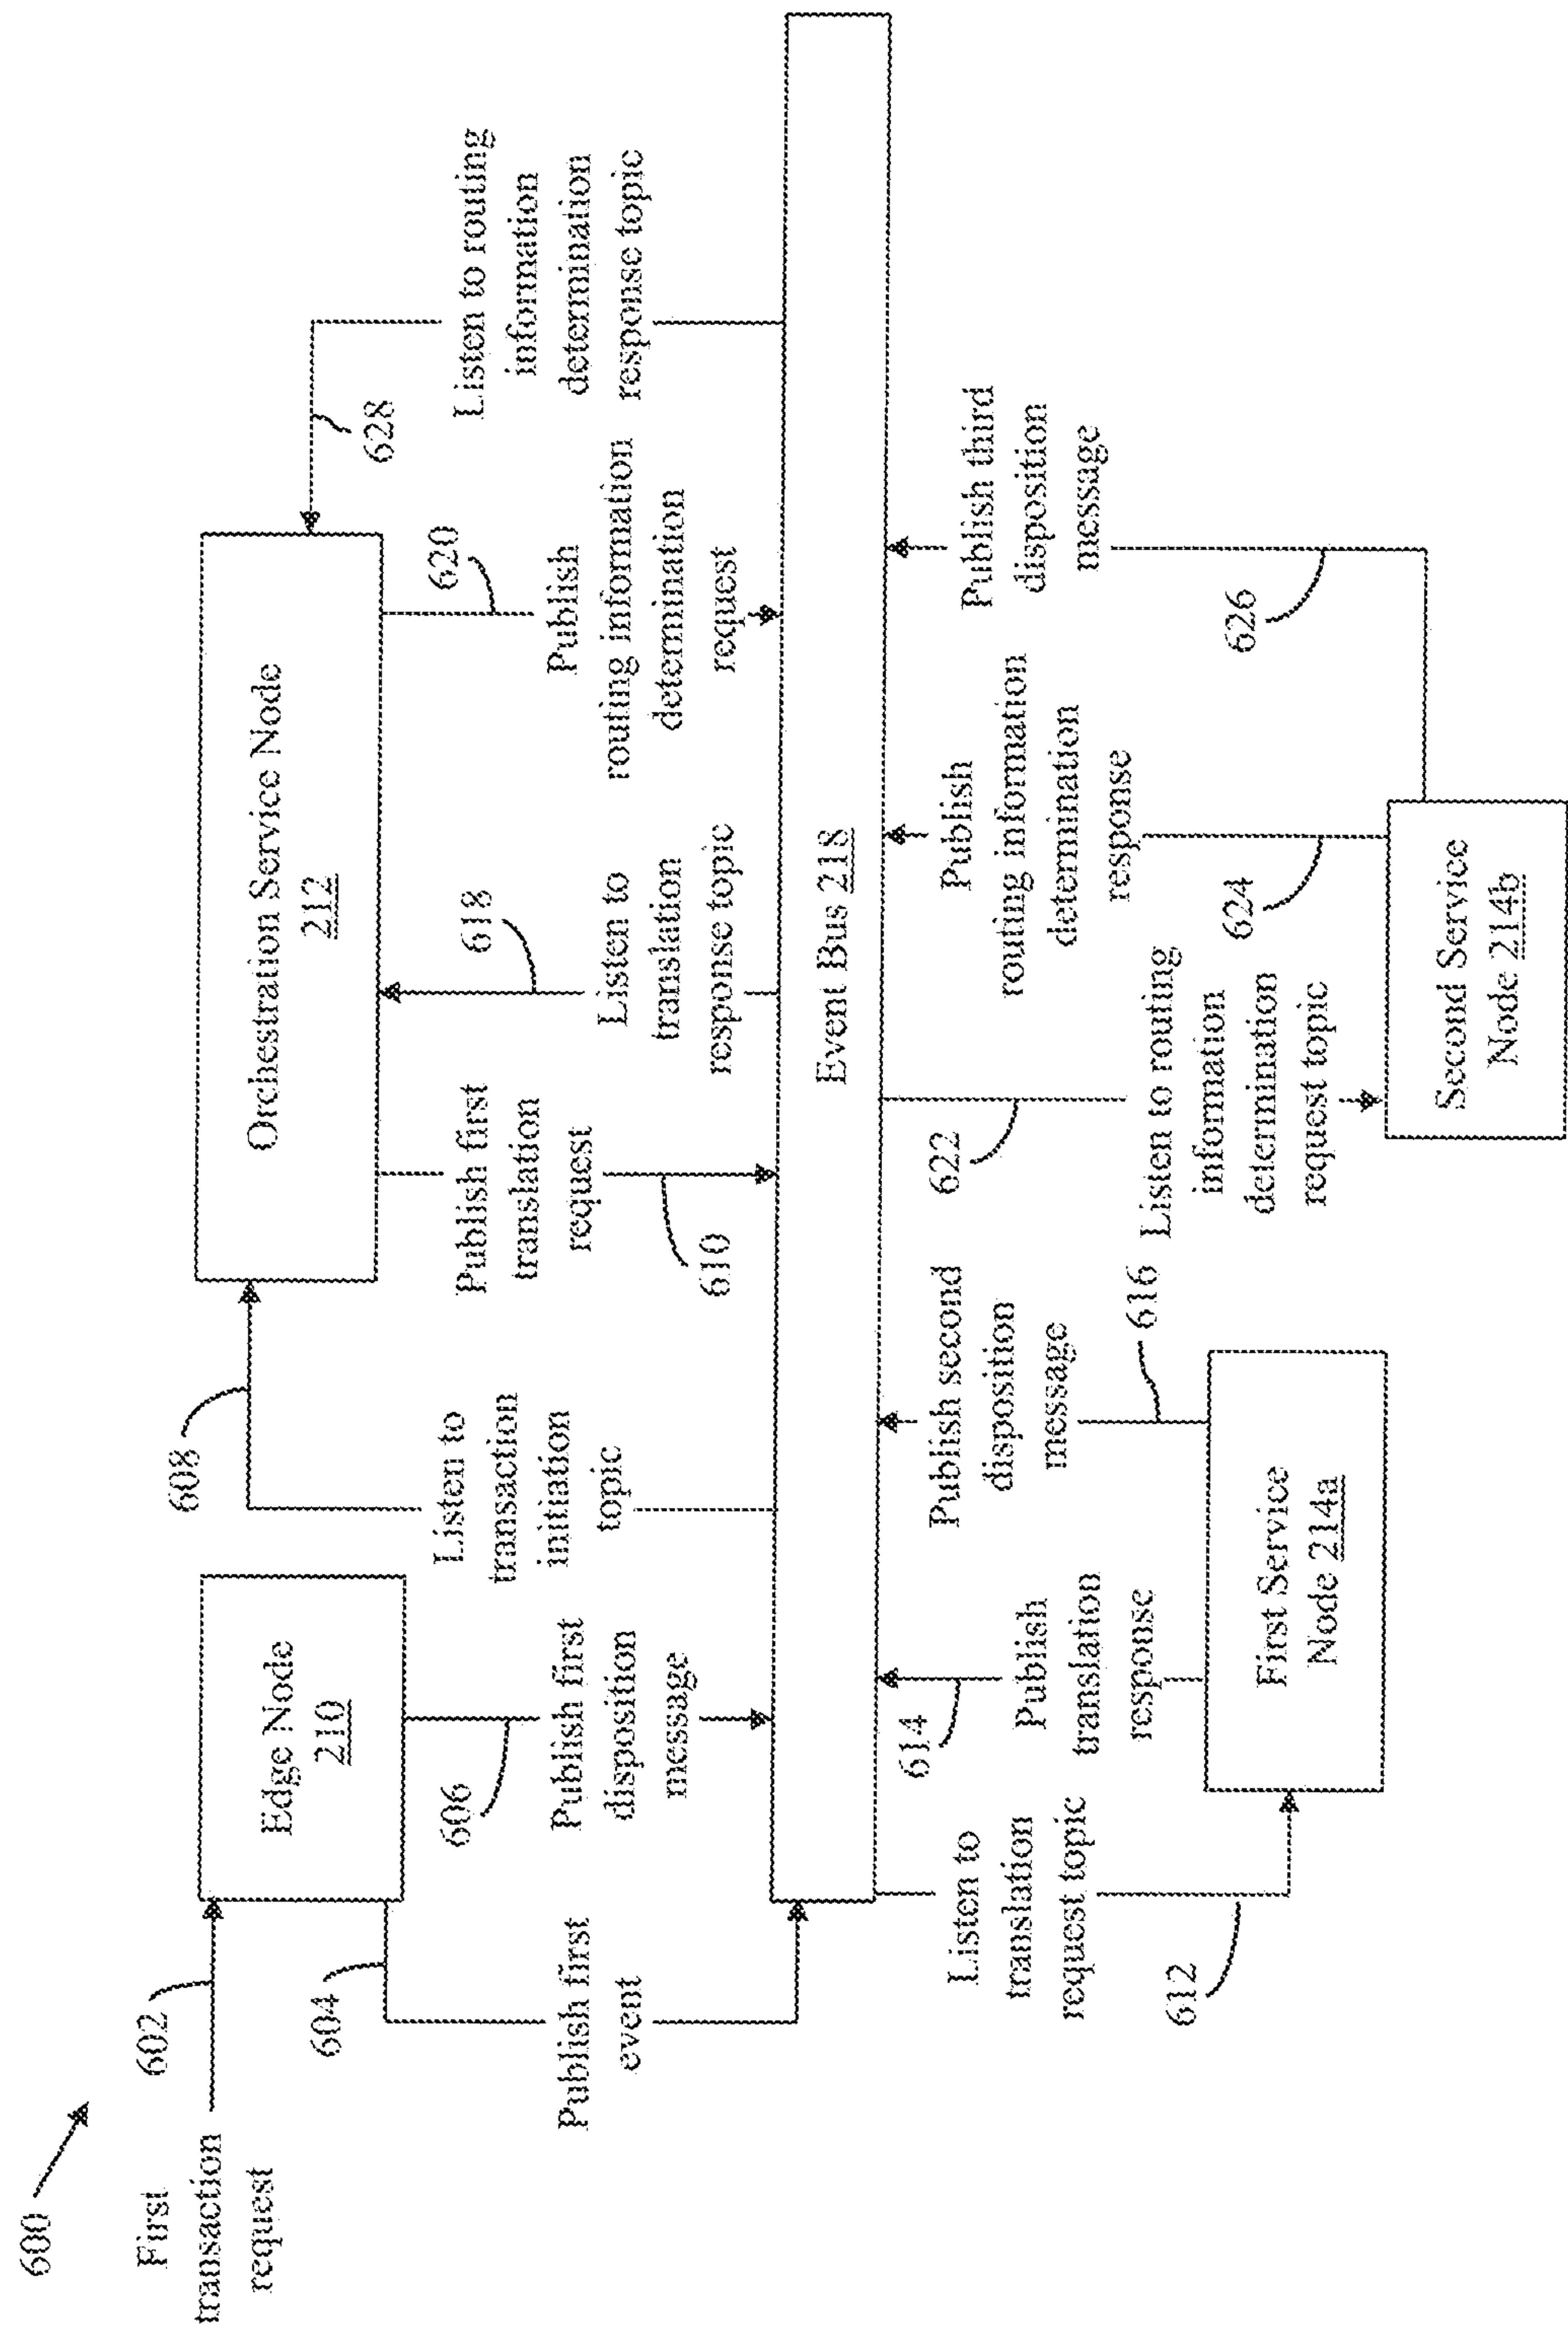 600
First
transaction
request
602
604
Publish first
event
Edge Node
210
606
Publish first
disposition
message
608
Listen to
transaction
initiation
topic
Orchestration Service Node
212
Publish first
translation
request
610
618
Listen to
translation
response topic
620
Publish
routing information
determination
request
628
Listen to routing
information
determination
response topic
Event Bus 218
Listen to
translation
request topic
612
614
Publish
translation
response
Publish second
disposition
message
616
First Service
Node 214a
622
Listen to routing
information
determination
request topic
Publish
routing information
determination
response
624
Publish third
disposition
message
626
Second Service
Node 214b